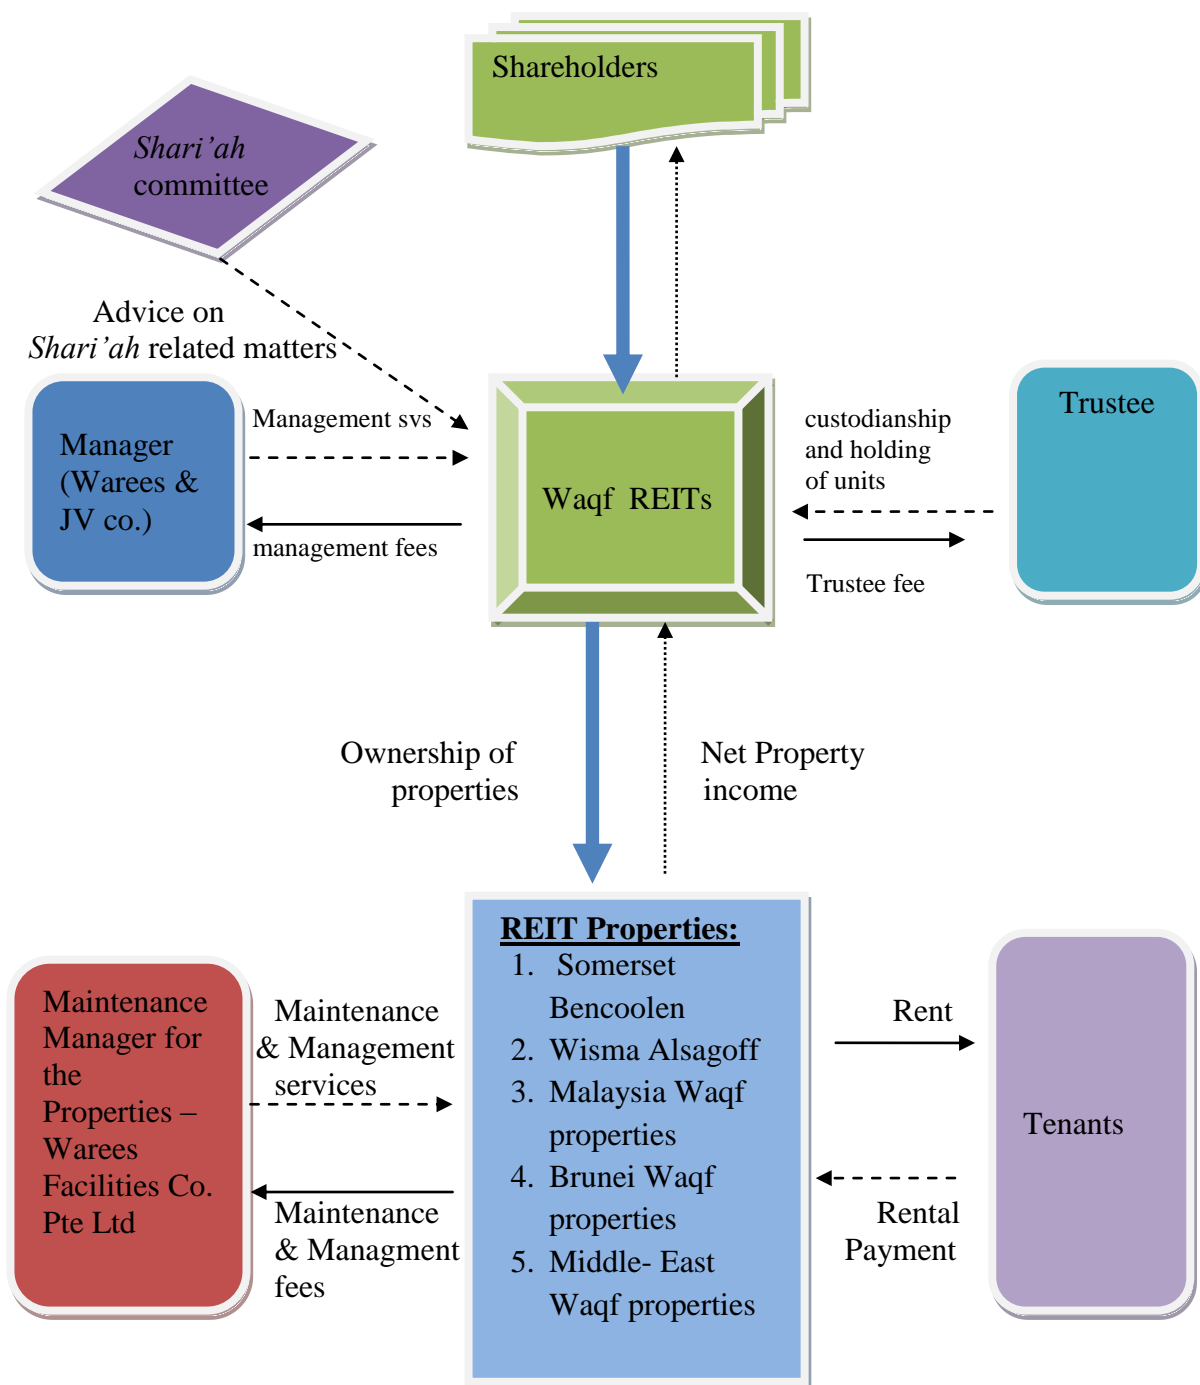 Shareholders
Shari’ah
committee
Advice on
Shari’ah related matters
Manager
(Warees &
JV co.)
Management svs
management fees
Waqf REITs
custodianship
and holding
of units
Trustee fee
Trustee
Ownership of
properties
Net Property
income
Maintenance
Manager for
the
Properties –
Warees
Facilities Co.
Pte Ltd
Maintenance
& Management
services
Maintenance
& Managment
fees
REIT Properties:
1. Somerset
Bencoolen
2. Wisma Alsagoff
3. Malaysia Waqf
properties
4. Brunei Waqf
properties
5. Middle- East
Waqf properties
Rent
Rental
Payment
Tenants